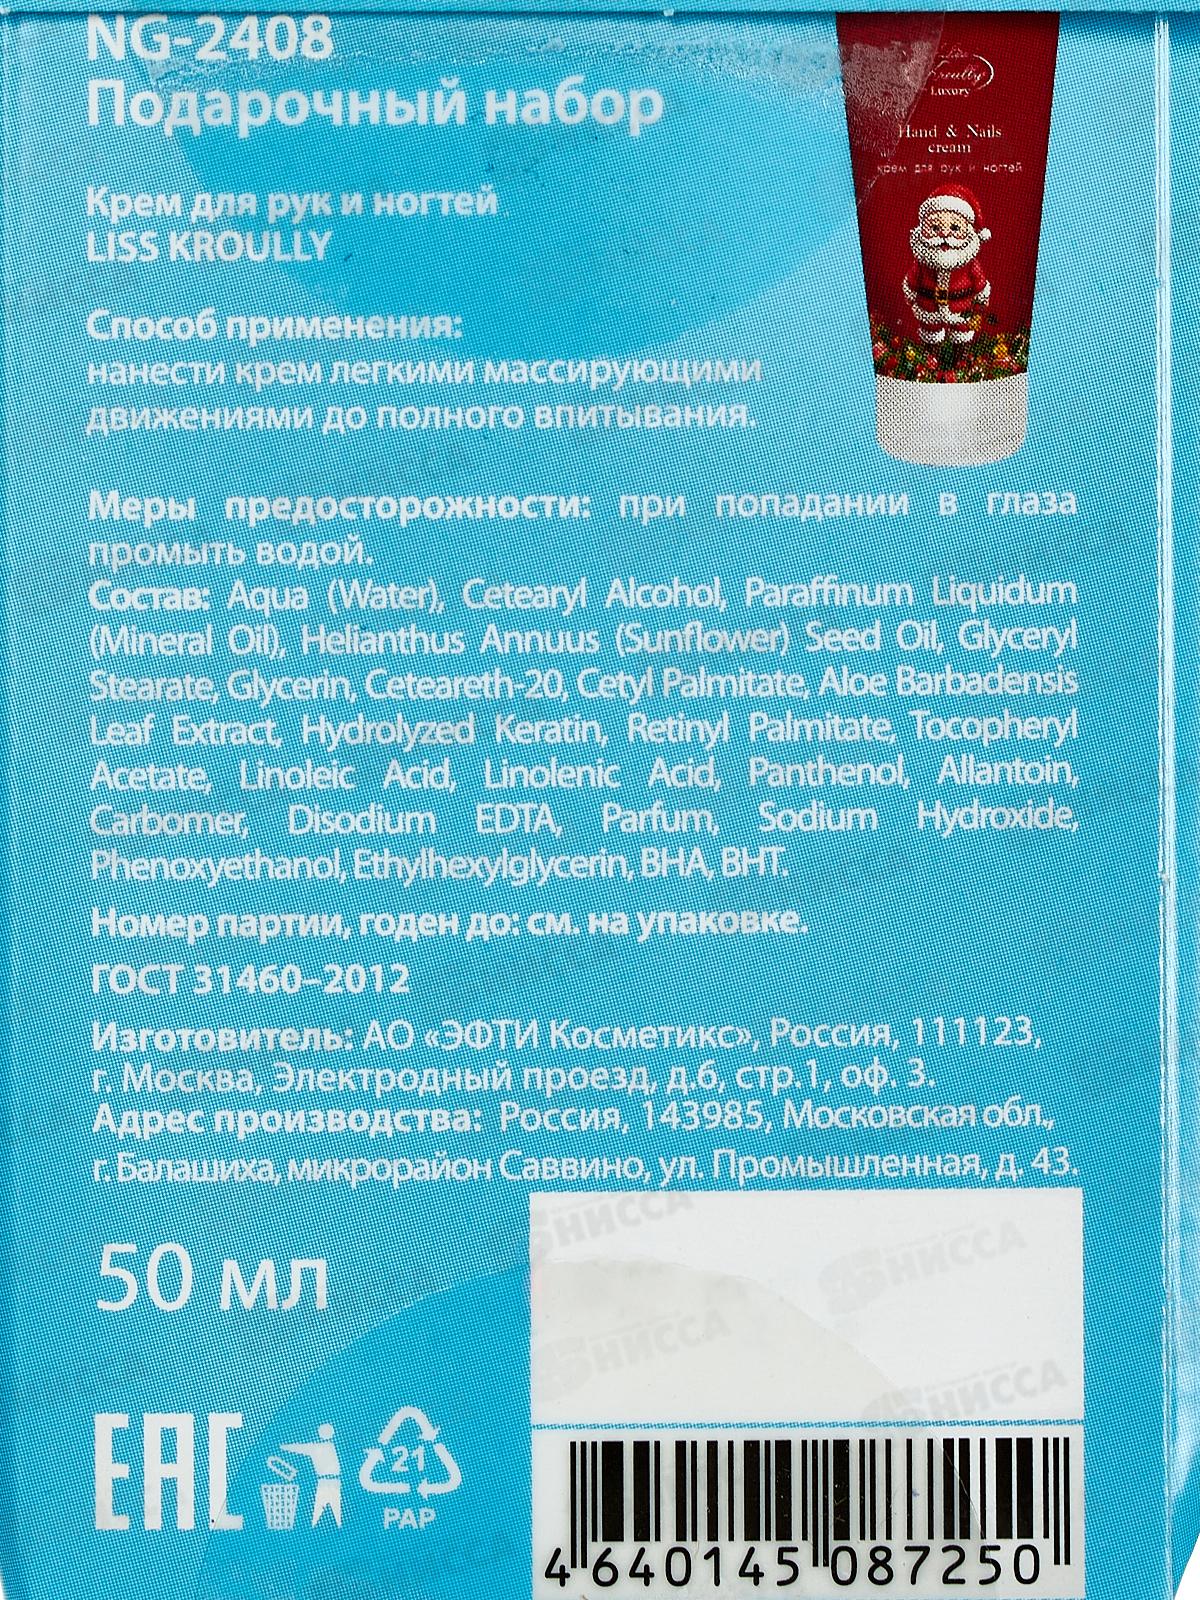 NG-2408
Подарочный набор
Крем для рук и ногтей
LISS KROULLY
Kroully
Luxury
Hand & Nails
cream
крем для рук и ногтей
Способ применения:
нанести крем легкими массирующими
движениями до полного впитывания.
Меры предосторожности: при попадании в глаза
промыть водой.
Состав: Aqua (Water), Cetearyl Alcohol, Paraffinum Liquidum
(Mineral Oil), Helianthus Annuus (Sunflower) Seed Oil, Glyceryl
Stearate, Glycerin, Ceteareth-20, Cetyl Palmitate, Aloe Barbadensis
Leaf Extract, Hydrolyzed Keratin, Retinyl Palmitate, Tocopheryl
Acetate, Linoleic Acid, Linolenic Acid, Panthenol, Allantoin,
Carbomer, Disodium EDTA, Parfum, Sodium Hydroxide,
Phenoxyethanol, Ethylhexylglycerin, BHA, BHT.
Номер партии, годен до: см. на упаковке.
ГОСТ 31460–2012
Изготовитель: АО «ЭФТИ Косметикс», Россия, 111123,
г. Москва, Электродный проезд, д.6, стр.1, оф. 3.
Адрес производства: Россия, 143985, Московская обл.,
г. Балашиха, микрорайон Саввино, ул. Промышленная, д. 43.
50 мл
ЕАС
21
PAP
НИССА
НИССА
НИССА
НИССА
4 640145 087250